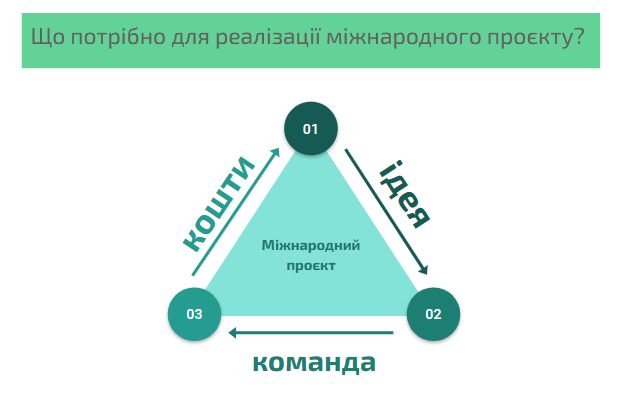 Що потрібно для реалізації міжнародного проєкту?
01
кошти
ідея
Міжнародний
проєкт
03
02
команда